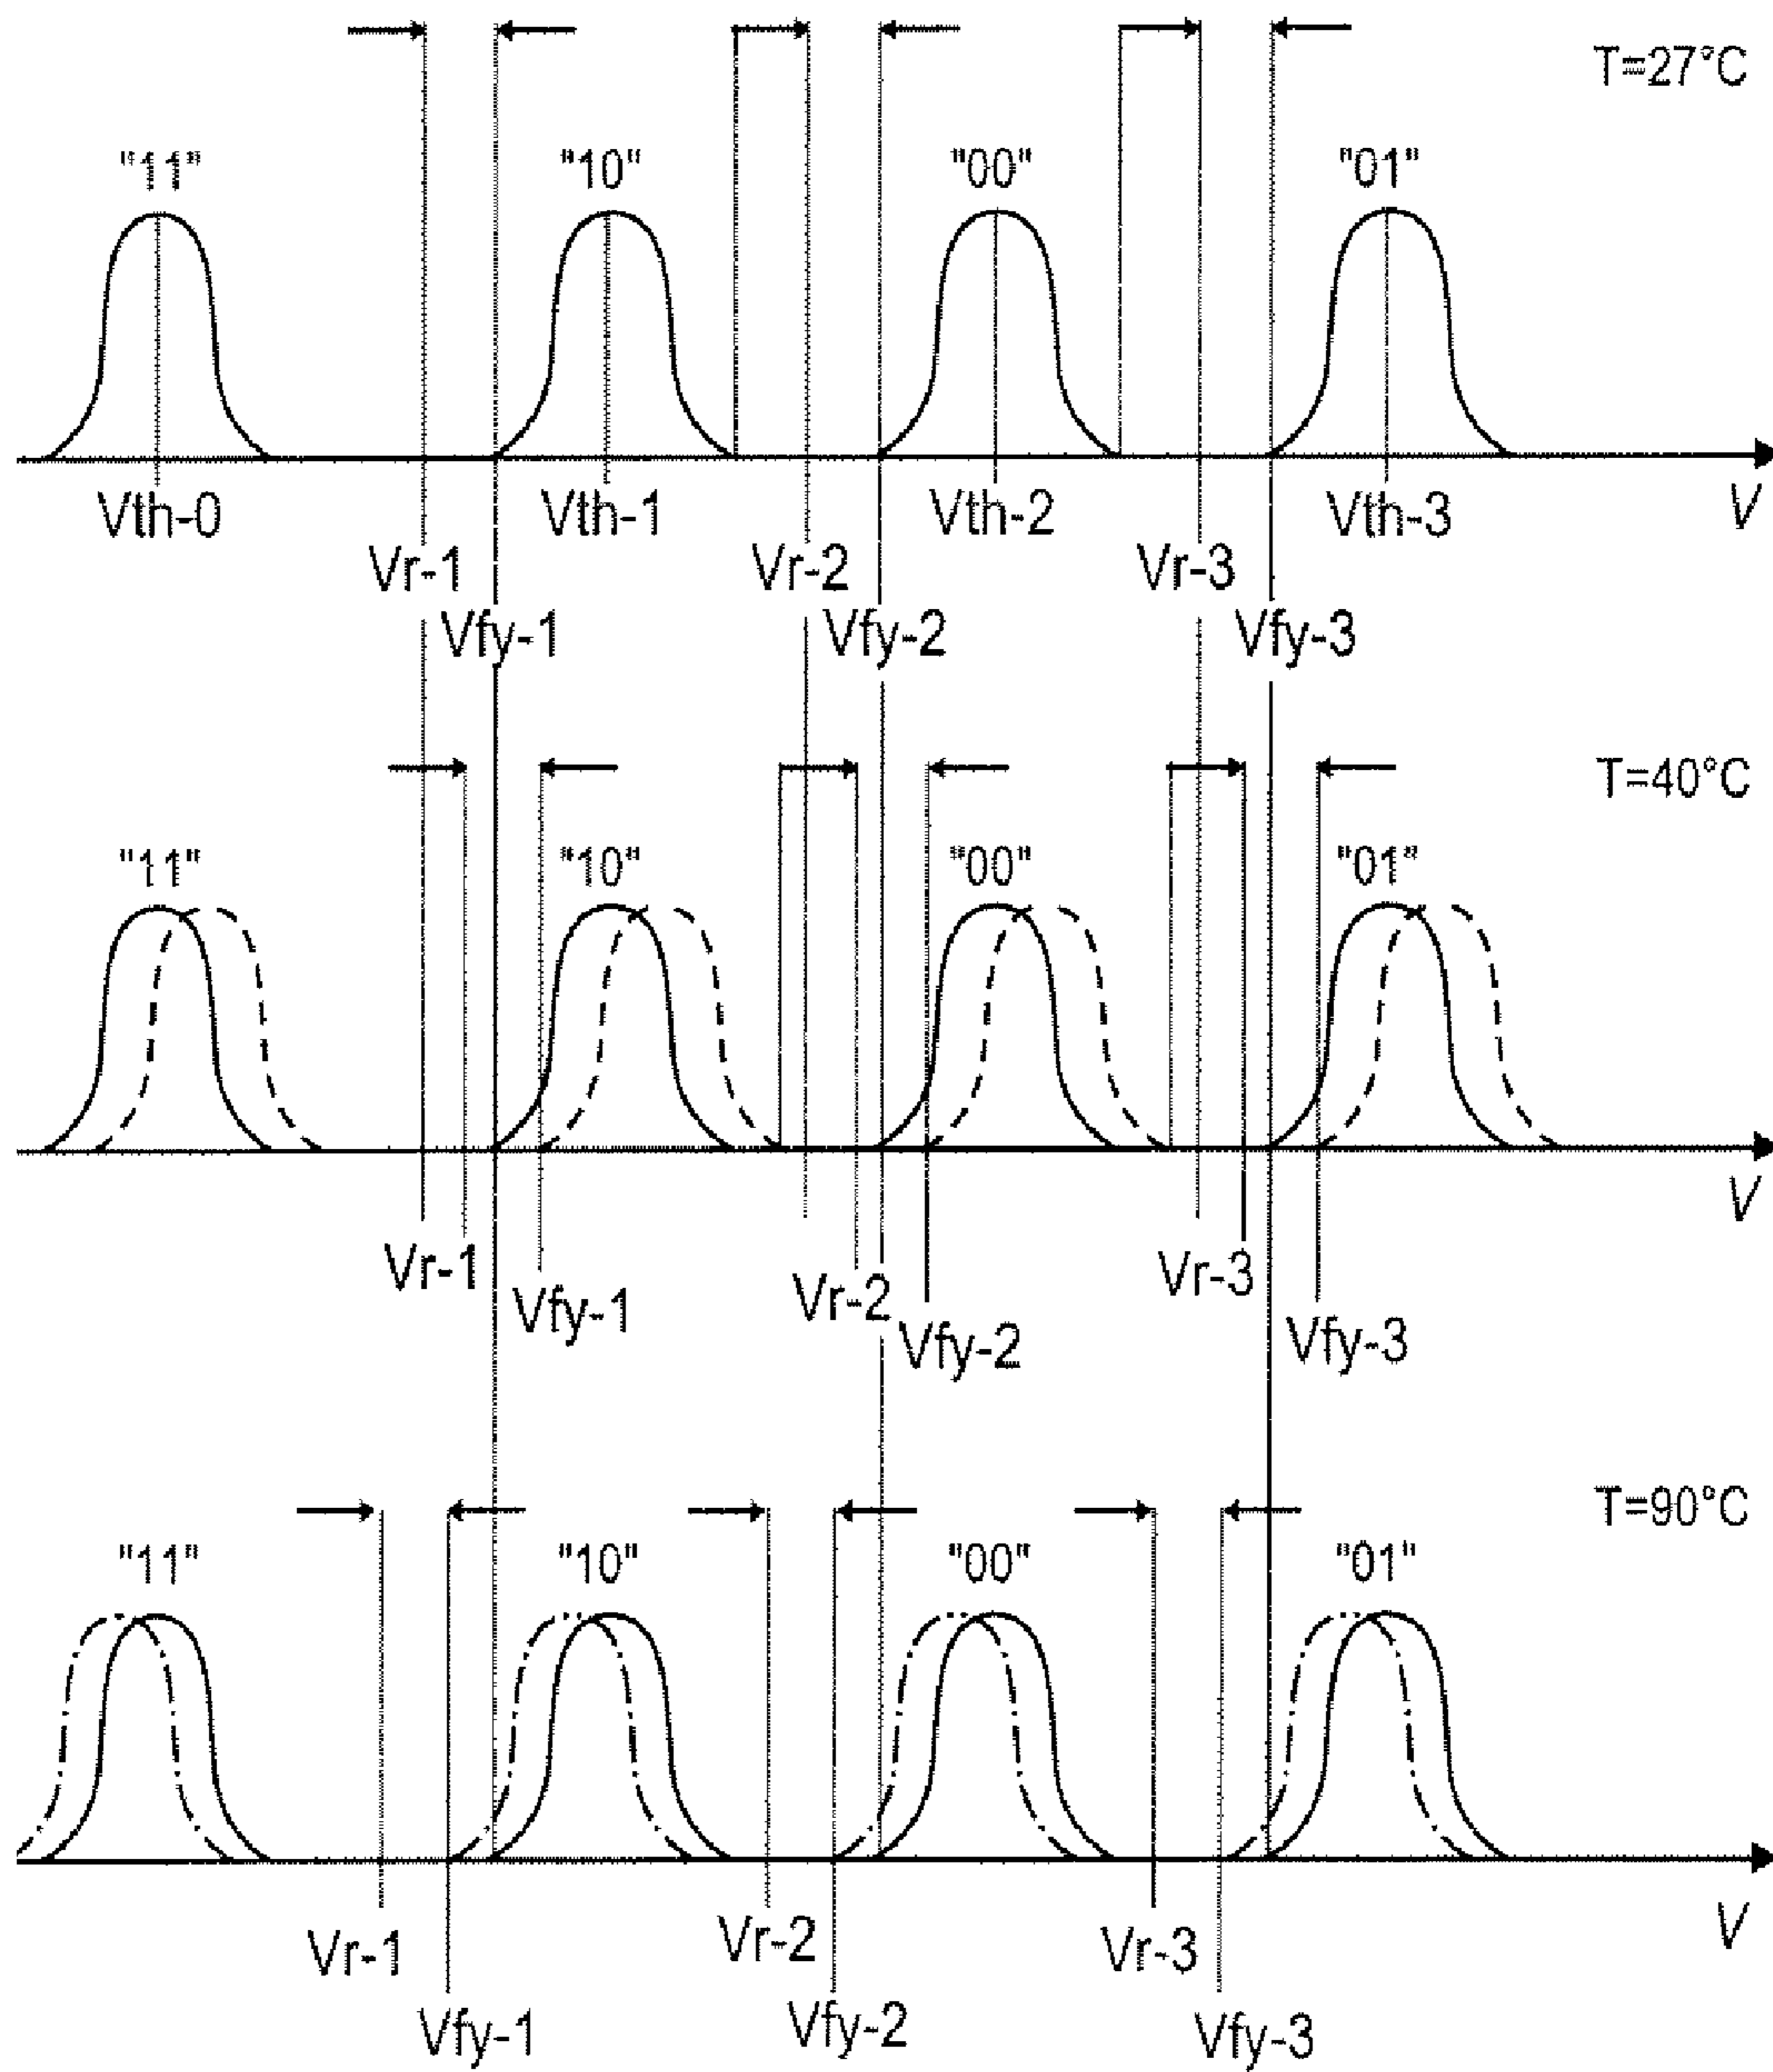 T=27°C
"11" "10" "00" "01"
Vth-0 Vth-1 Vth-2 Vth-3 V
Vr-1 Vr-2 Vr-3
Vfy-1 Vfy-2 Vfy-3
T=40°C
"11" "10" "00" "01"
V
Vr-1 Vr-2 Vr-3
Vfy-1 Vfy-2 Vfy-3
T=90°C
"11" "10" "00" "01"
Vr-1 Vr-2 Vr-3 V
Vfy-1 Vfy-2 Vfy-3